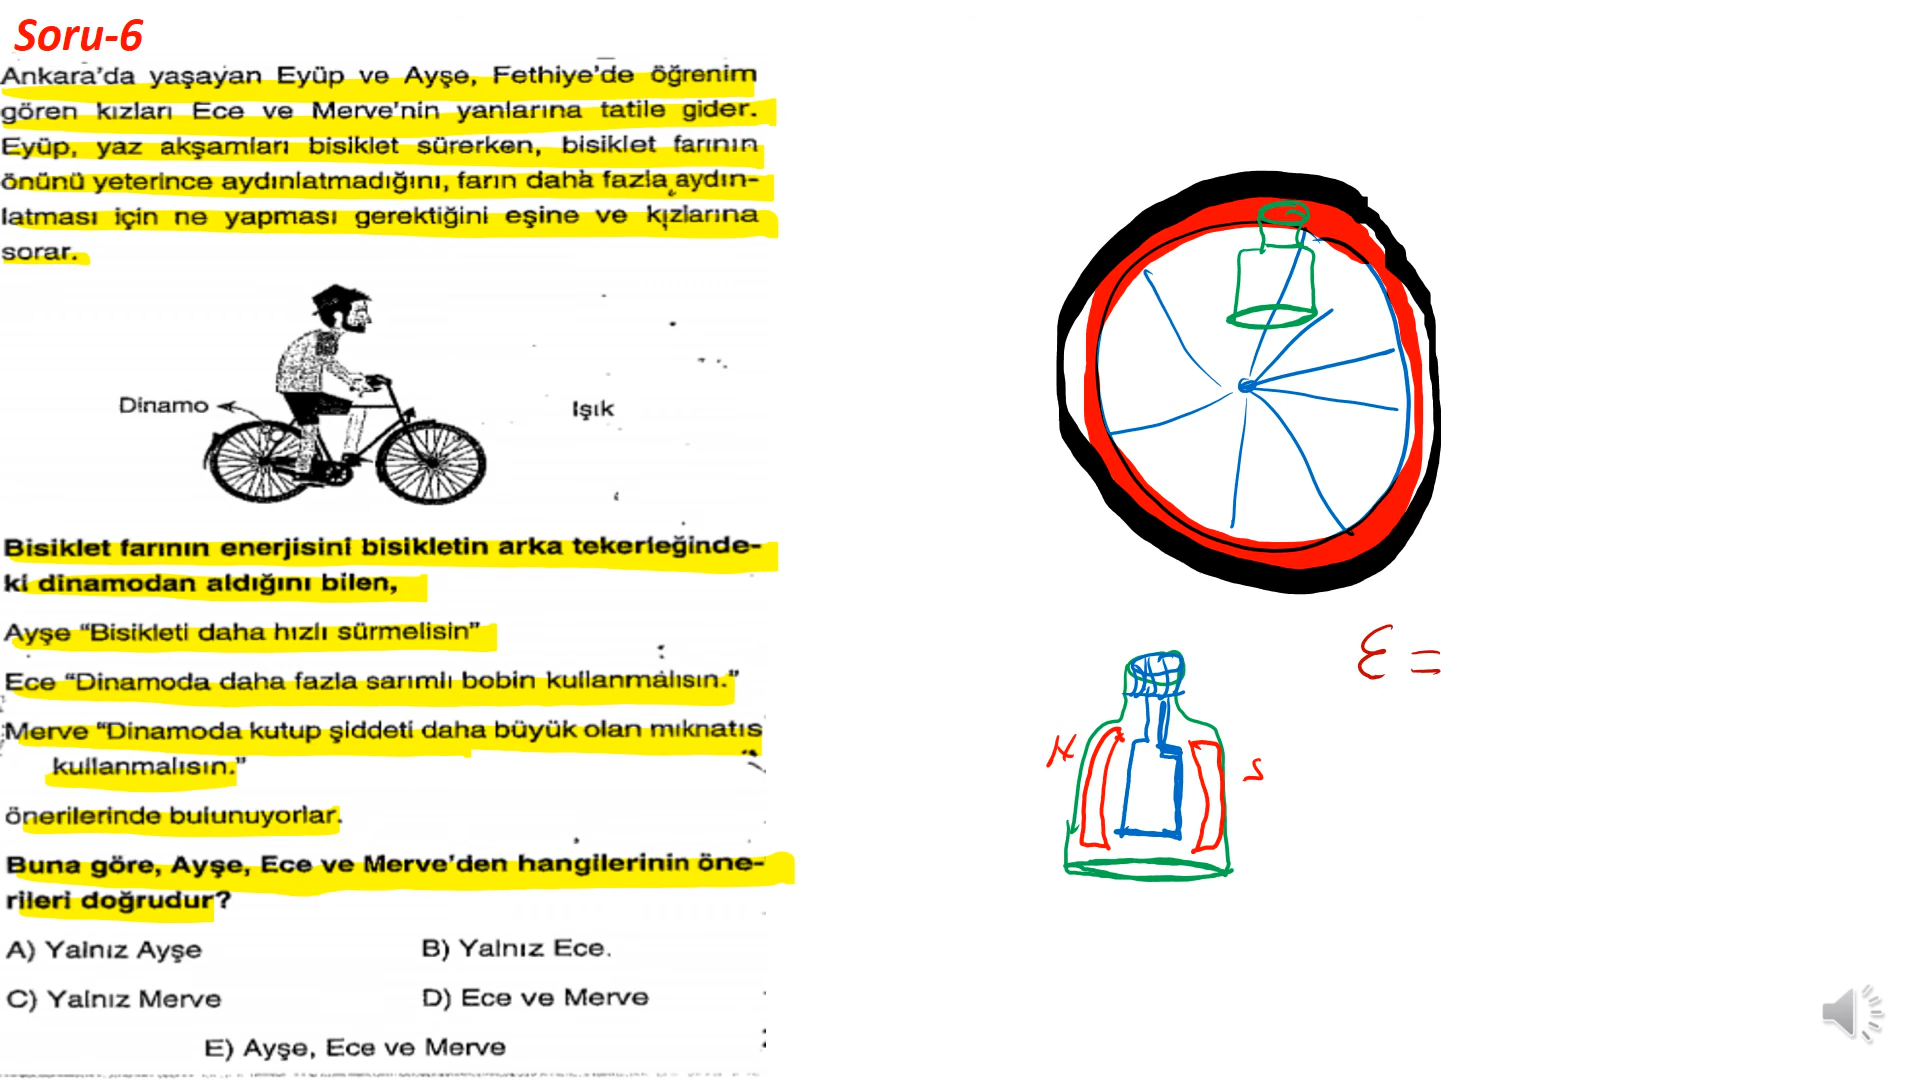 Soru-6
Ankara'da yaşayan Eyüp ve Ayşe, Fethiye'de öğrenim
gören kızları Ece ve Merve'nin yanlarına tatile gider.
Eyüp, yaz akşamları bisiklet sürerken, bisiklet farının
önünü yeterince aydınlatmadığını, farın daha fazla aydın-
latması için ne yapması gerektiğini eşine ve kızlarına
sorar.
Dinamo
Işık
Bisiklet farının enerjisini bisikletin arka tekerleğinde-
ki dinamodan aldığını bilen,
Ayşe “Bisikleti daha hızlı sürmelisin”
Ece “Dinamoda daha fazla sarımlı bobin kullanmalısın.”
Merve “Dinamoda kutup şiddeti daha büyük olan mıknatıs
kullanmalısın.”
önerilerinde bulunuyorlar.
Buna göre, Ayşe, Ece ve Merve'den hangilerinin öne-
rileri doğrudur?
A) Yalnız Ayşe
B) Yalnız Ece.
C) Yalnız Merve
D) Ece ve Merve
E) Ayşe, Ece ve Merve
ε =
N
S